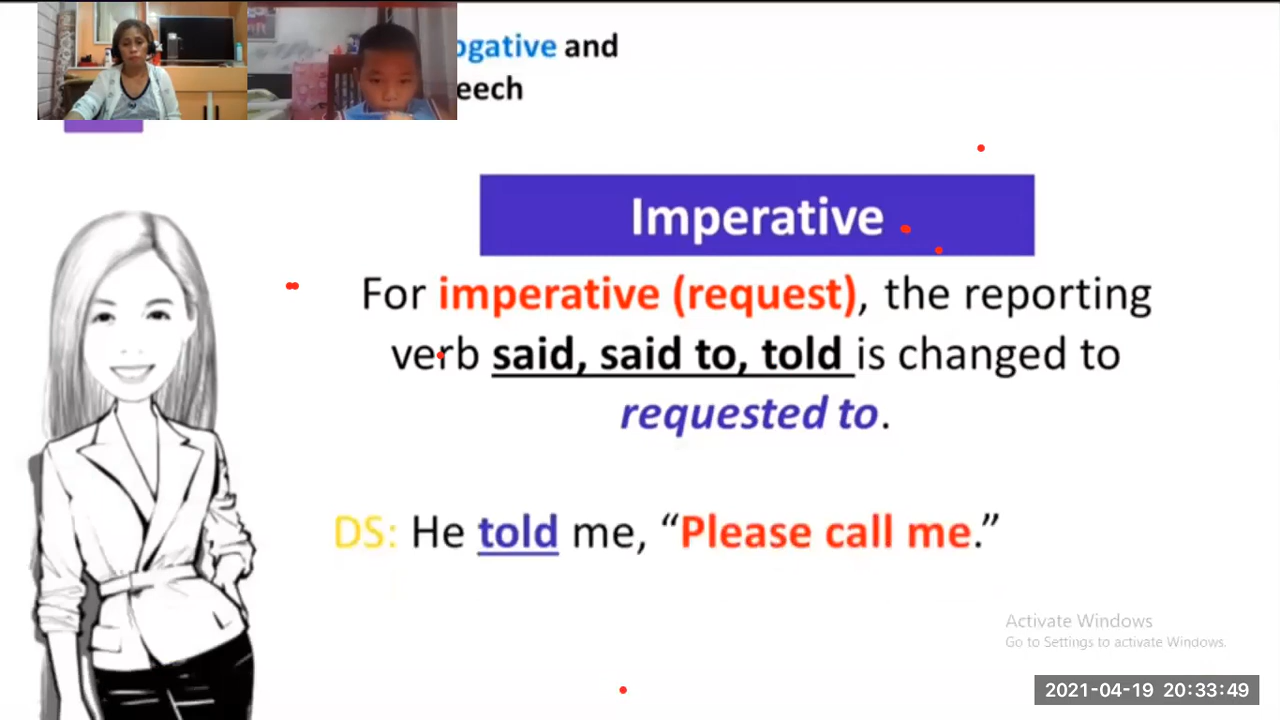 ogative and
eech
Imperative
For imperative (request), the reporting
verb said, said to, told is changed to
requested to.
DS: He told me, “Please call me.”
Activate Windows
Go to Settings to activate Windows.
2021-04-19 20:33:49